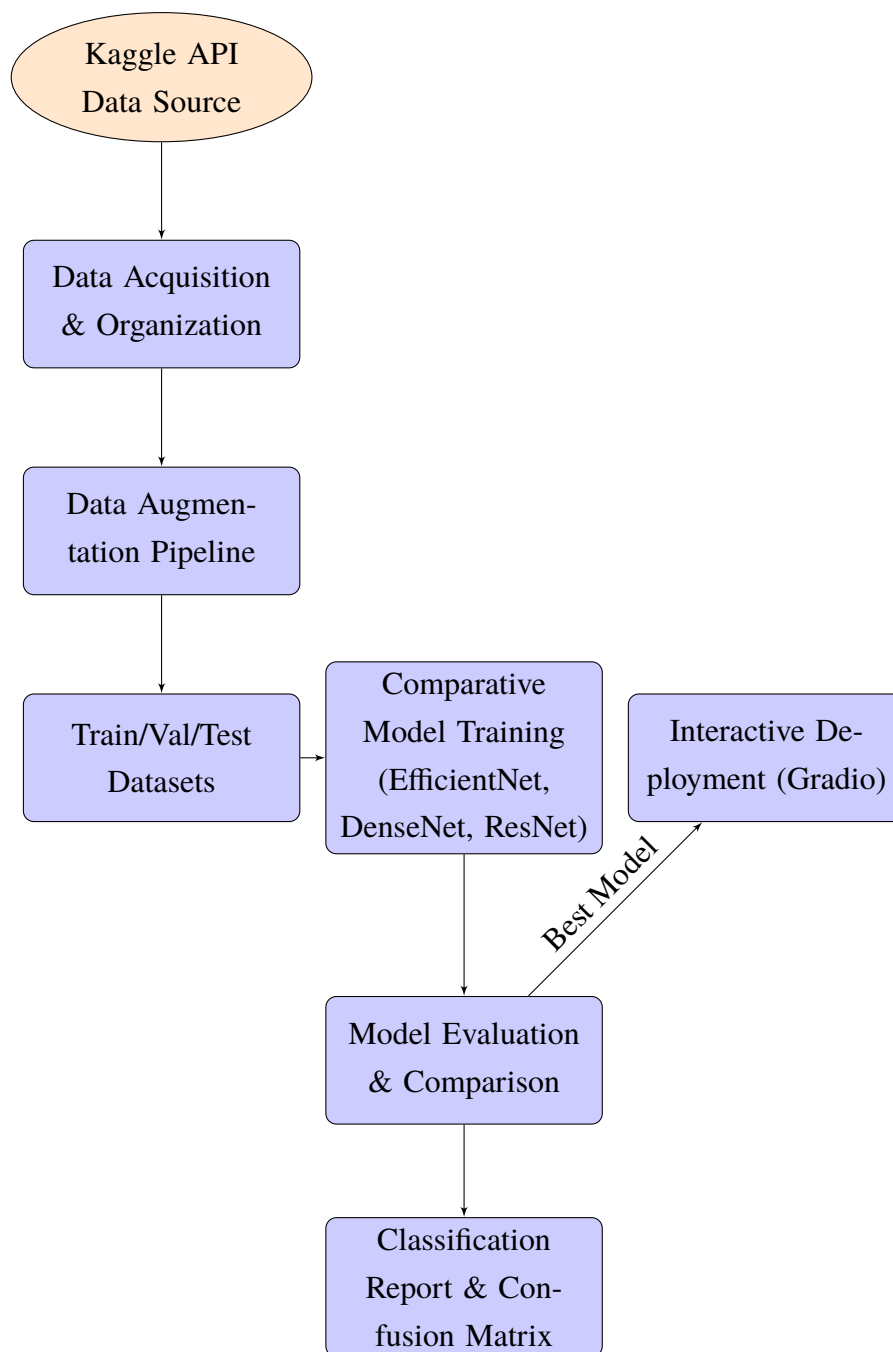 Kaggle API
Data Source
Data Acquisition
& Organization
Data Augmen-
tation Pipeline
Train/Val/Test
Datasets
Comparative
Model Training
(EfficientNet,
DenseNet, ResNet)
Interactive De-
ployment (Gradio)
Best Model
Model Evaluation
& Comparison
Classification
Report & Con-
fusion Matrix